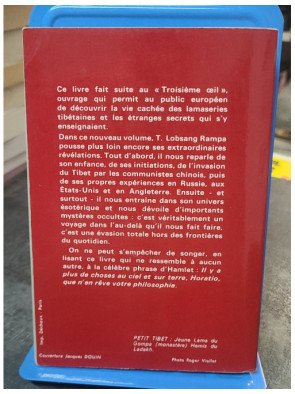 Ce livre fait suite au « Troisième œil »,
ouvrage qui permit au public européen
de découvrir la vie cachée des lamaseries
tibétaines et les étranges secrets qui s'y
enseignaient.
Dans ce nouveau volume, T. Lobsang Rampa
pousse plus loin encore ses extraordinaires
révélations. Tout d'abord, il nous reparle de
son enfance, de ses initiations, de l'invasion
du Tibet par les communistes chinois, puis
de ses propres expériences en Russie, aux
États-Unis et en Angleterre. Ensuite - et
surtout - il nous entraîne dans son univers
ésotérique et nous dévoile d'importants
mystères occultes : c'est véritablement un
voyage dans l'au-delà qu'il nous fait faire,
c'est une évasion totale hors des frontières
du quotidien.
On ne peut s'empêcher de songer, en
lisant ce livre qui ne ressemble à aucun
autre, à la célèbre phrase d'Hamlet : Il y a
plus de choses au ciel et sur terre, Horatio,
que n'en rêve votre philosophie.
PETIT TIBET : Jeune Lama du
Gompa (monastère) Hemis du
Ladakh.
Photo Roger Viollet
Couverture Jacques DOUIN
Imp. Déchaux Paris